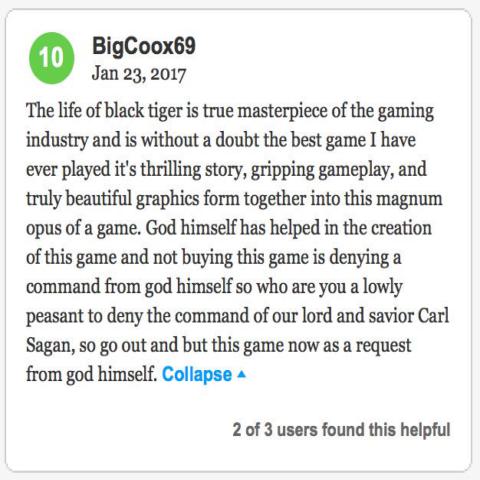 10
BigCoox69
Jan 23, 2017
The life of black tiger is true masterpiece of the gaming
industry and is without a doubt the best game I have
ever played it's thrilling story, gripping gameplay, and
truly beautiful graphics form together into this magnum
opus of a game. God himself has helped in the creation
of this game and not buying this game is denying a
command from god himself so who are you a lowly
peasant to deny the command of our lord and savior Carl
Sagan, so go out and but this game now as a request
from god himself. Collapse
2 of 3 users found this helpful